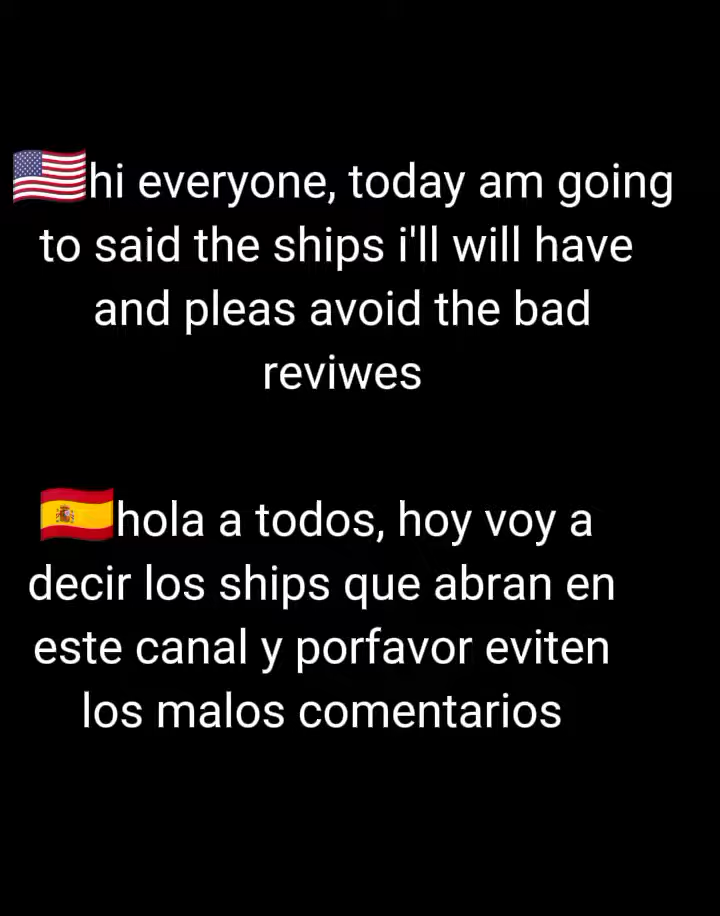 🇺🇸hi everyone, today am going
to said the ships i'll will have
and pleas avoid the bad
reviwes
🇪🇸hola a todos, hoy voy a
decir los ships que abran en
este canal y porfavor eviten
los malos comentarios